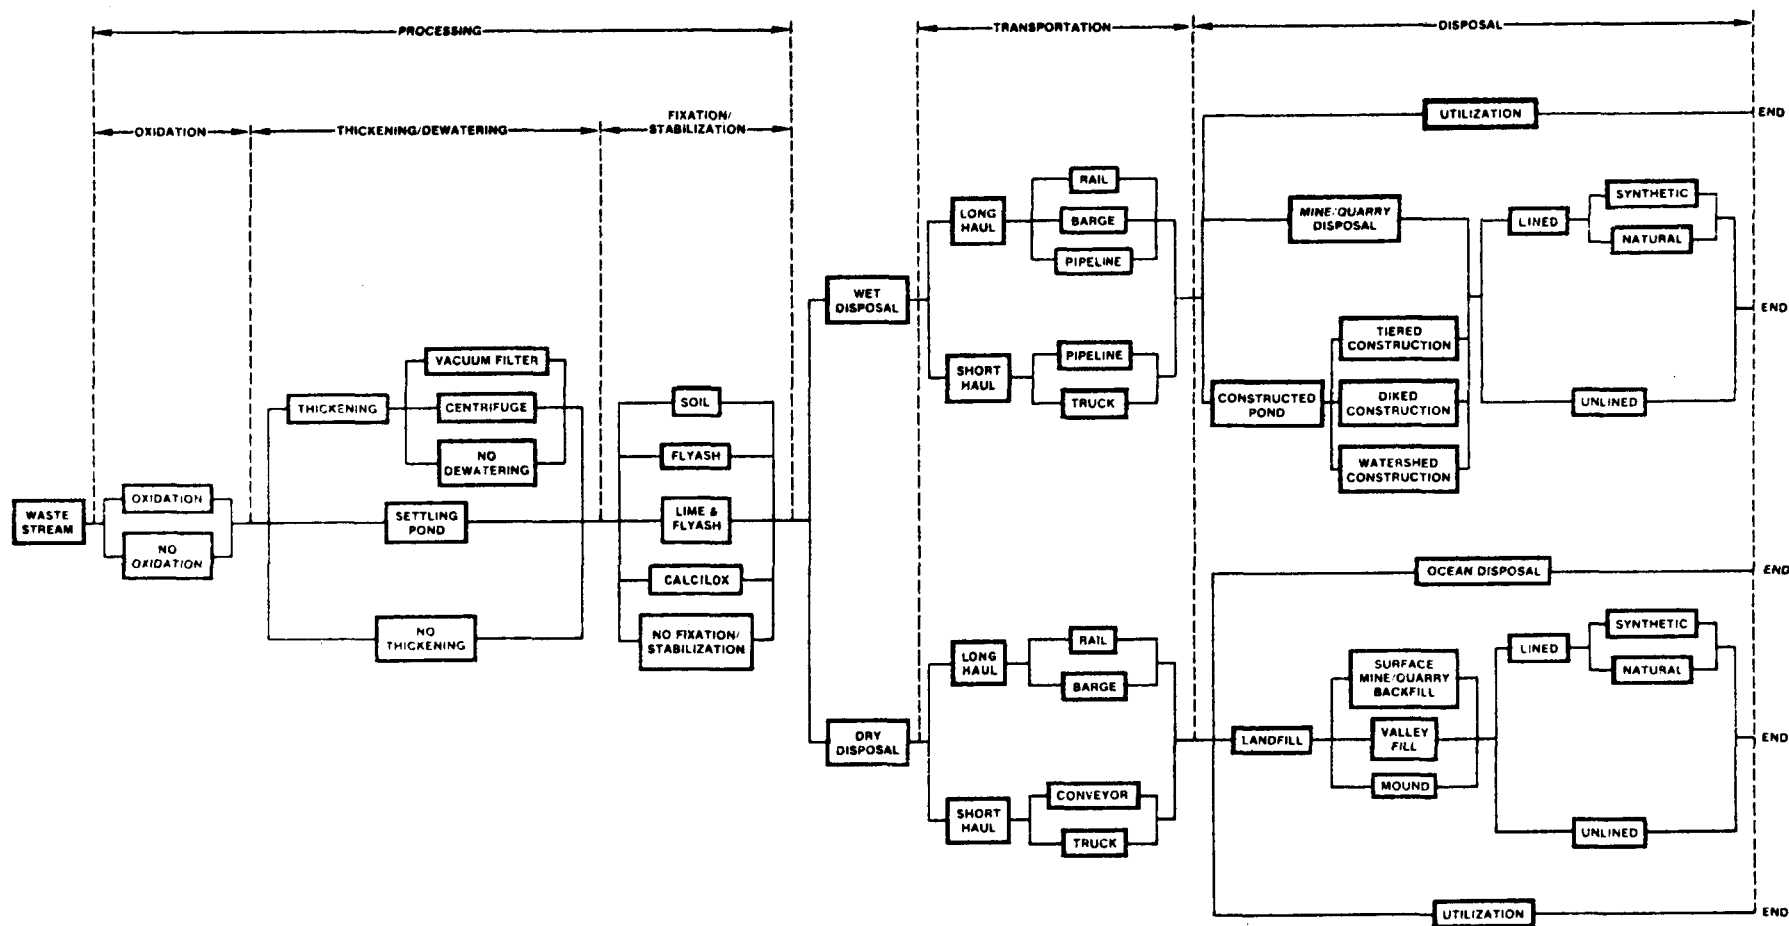 PROCESSING
TRANSPORTATION
DISPOSAL
OXIDATION
THICKENING/DEWATERING
FIXATION/
STABILIZATION
WASTE
STREAM
OXIDATION
NO
OXIDATION
THICKENING
VACUUM FILTER
CENTRIFUGE
NO
DEWATERING
SETTLING
POND
NO
THICKENING
SOIL
FLYASH
LIME &
FLYASH
CALCILOX
NO FIXATION/
STABILIZATION
WET
DISPOSAL
LONG
HAUL
RAIL
BARGE
PIPELINE
SHORT
HAUL
PIPELINE
TRUCK
UTILIZATION
END
MINE/QUARRY
DISPOSAL
CONSTRUCTED
POND
TIERED
CONSTRUCTION
DIKED
CONSTRUCTION
WATERSHED
CONSTRUCTION
LINED
SYNTHETIC
NATURAL
UNLINED
END
DRY
DISPOSAL
LONG
HAUL
RAIL
BARGE
SHORT
HAUL
CONVEYOR
TRUCK
OCEAN DISPOSAL
END
LANDFILL
SURFACE
MINE/QUARRY
BACKFILL
VALLEY
FILL
MOUND
LINED
SYNTHETIC
NATURAL
UNLINED
END
UTILIZATION
END